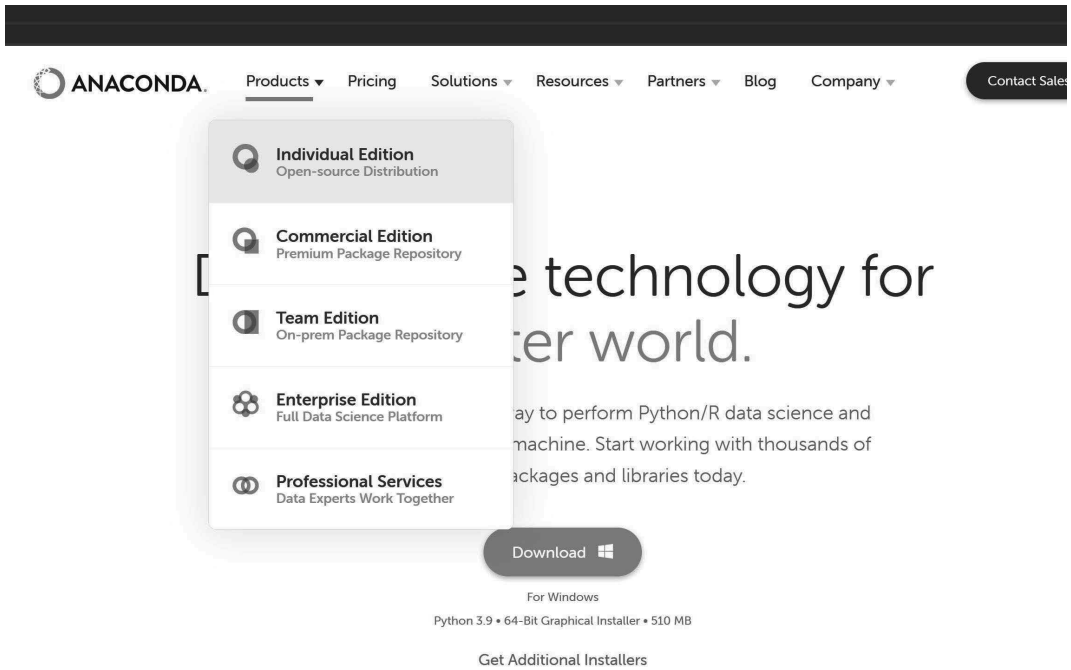 ANACONDA.
Products Pricing Solutions Resources Partners Blog Company Contact Sales
Individual Edition
Open-source Distribution
Commercial Edition
Premium Package Repository
technology for
Team Edition
On-prem Package Repository
world.
Enterprise Edition
Full Data Science Platform
to perform Python/R data science and
machine. Start working with thousands of
Professional Services
Data Experts Work Together
and libraries today.
Download
For Windows
Python 3.9 • 64-Bit Graphical Installer • 510 MB
Get Additional Installers